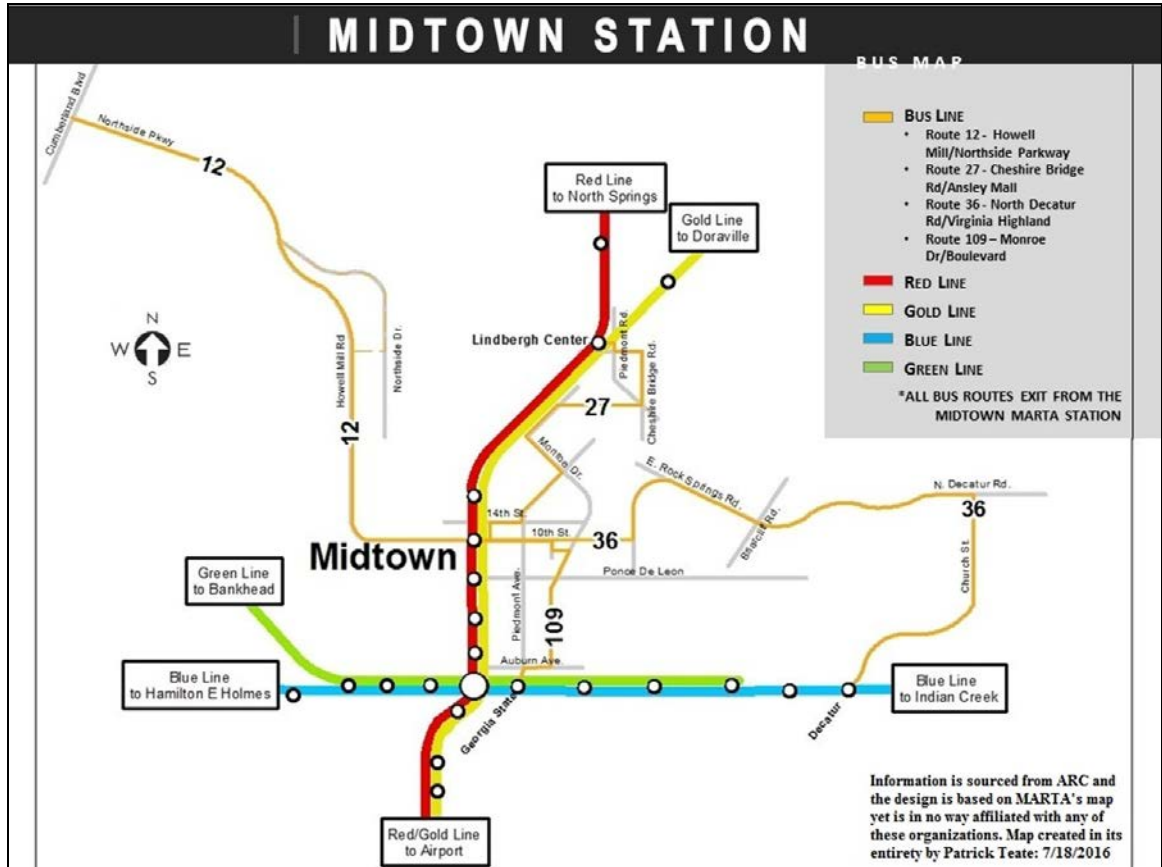 MIDTOWN STATION
BUS MAP
BUS LINE
• Route 12 - Howell
Mill/Northside Parkway
• Route 27 - Cheshire Bridge
Rd/Ansley Mall
• Route 36 - North Decatur
Rd/Virginia Highland
• Route 109 – Monroe
Dr/Boulevard
RED LINE
GOLD LINE
BLUE LINE
GREEN LINE
*ALL BUS ROUTES EXIT FROM THE
MIDTOWN MARTA STATION
Cumberland Blvd
Northside Pkwy
12
Red Line
to North Springs
Gold Line
to Doraville
N
W E
S
Howell Mill Rd
Northside Dr.
12
Lindbergh Center
Piedmont Rd.
Cheshire Bridge Rd.
27
Monroe Dr.
E. Rock Springs Rd.
N. Decatur Rd.
36
14th St.
10th St.
36
Briarcliff Rd.
Midtown
Ponce De Leon
Church St.
Green Line
to Bankhead
Piedmont Ave.
109
Auburn Ave.
Blue Line
to Hamilton E Holmes
Blue Line
to Indian Creek
Georgia State
Decatur
Red/Gold Line
to Airport
Information is sourced from ARC and
the design is based on MARTA's map
yet is in no way affiliated with any of
these organizations. Map created in its
entirety by Patrick Teate: 7/18/2016